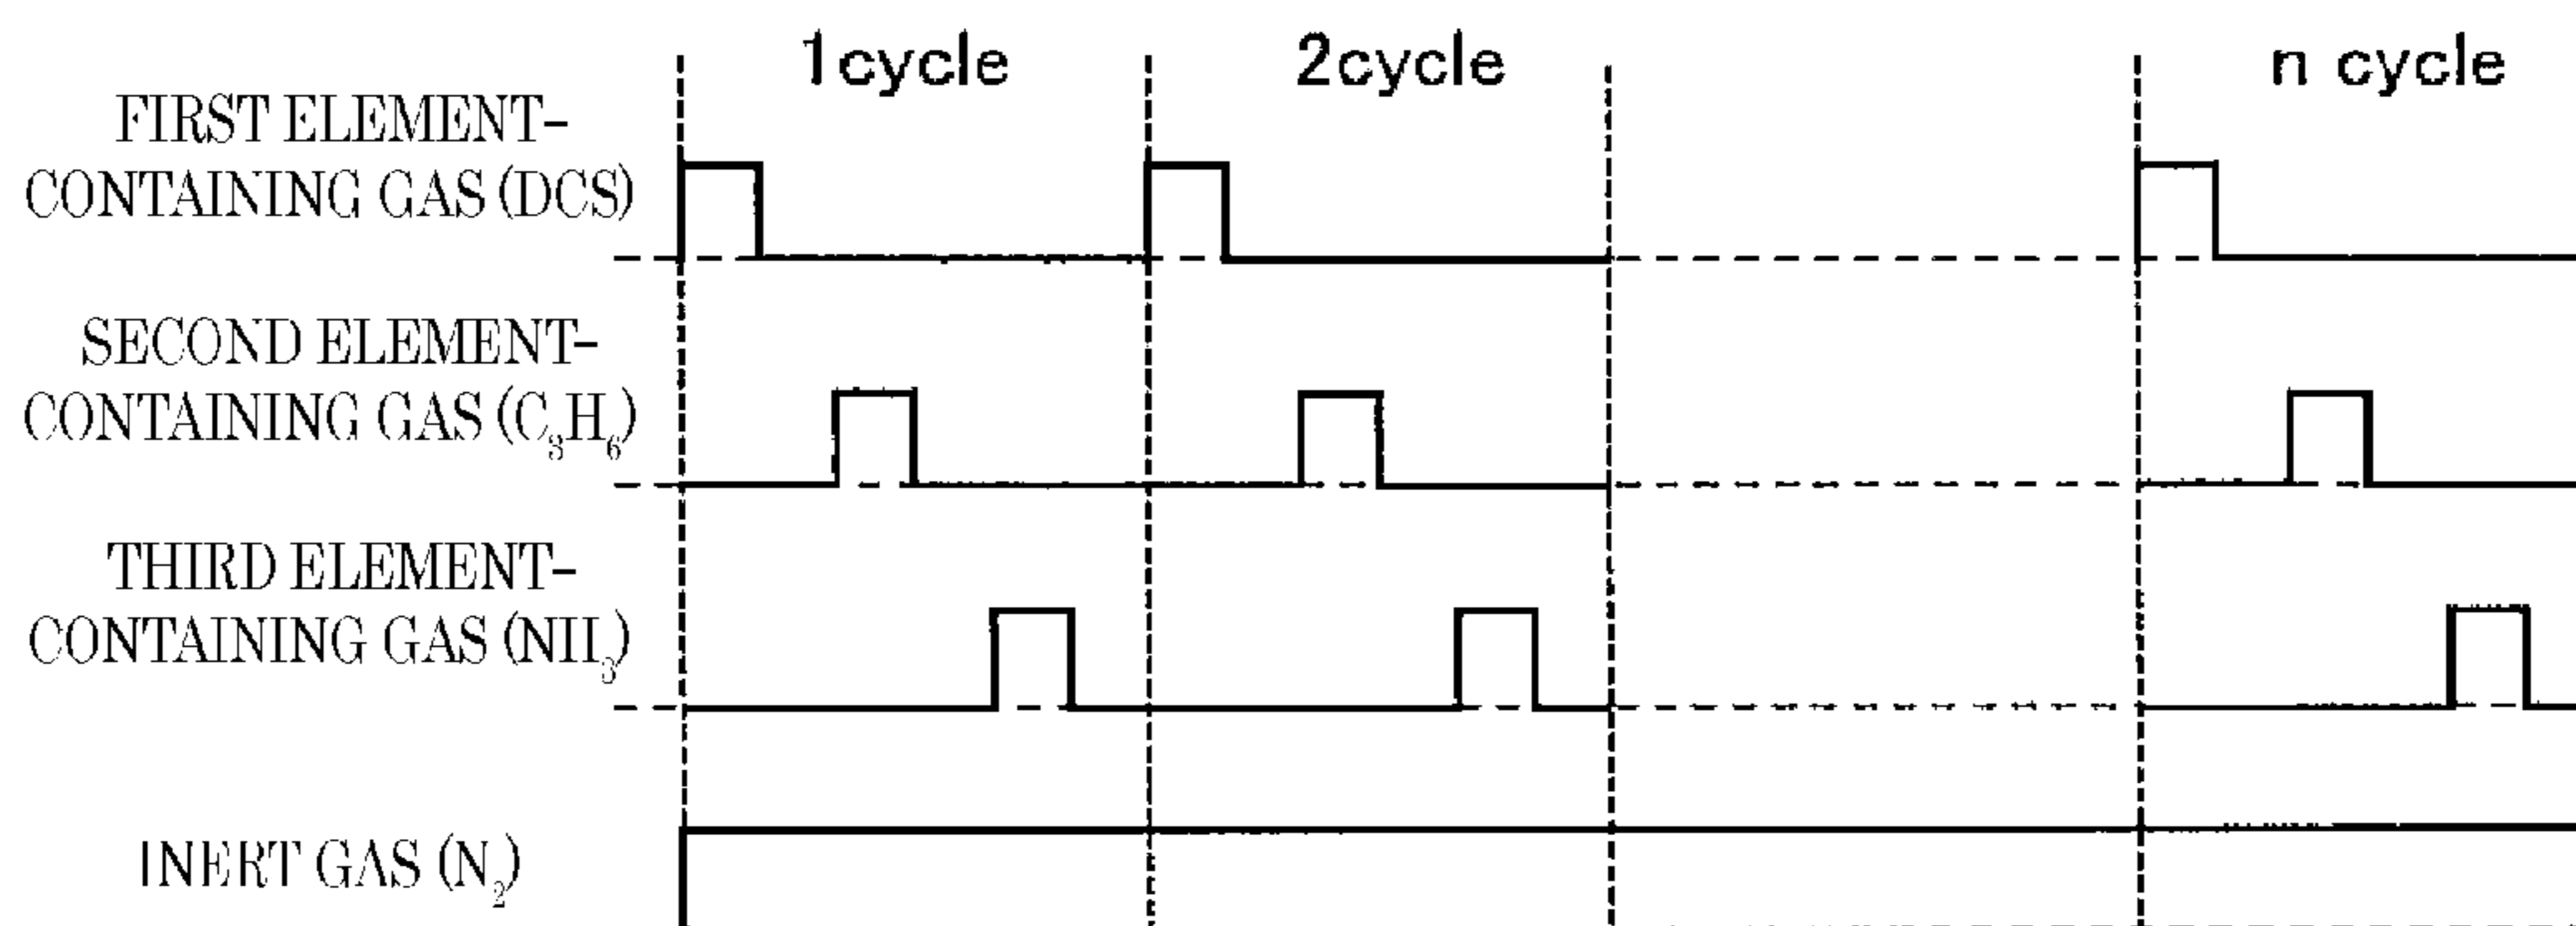 1cycle 2cycle n cycle
FIRST ELEMENT-
CONTAINING GAS (DCS)
SECOND ELEMENT-
CONTAINING GAS (C₃H₆)
THIRD ELEMENT-
CONTAINING GAS (NH₃)
INERT GAS (N₂)